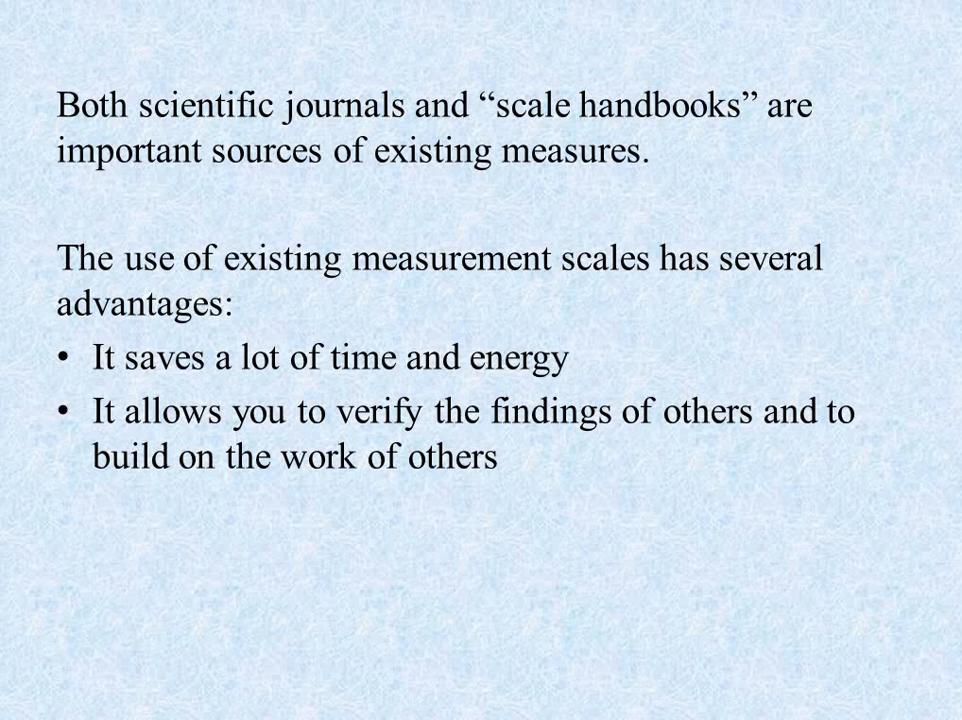 Both scientific journals and “scale handbooks” are
important sources of existing measures.
The use of existing measurement scales has several
advantages:
• It saves a lot of time and energy
• It allows you to verify the findings of others and to
build on the work of others